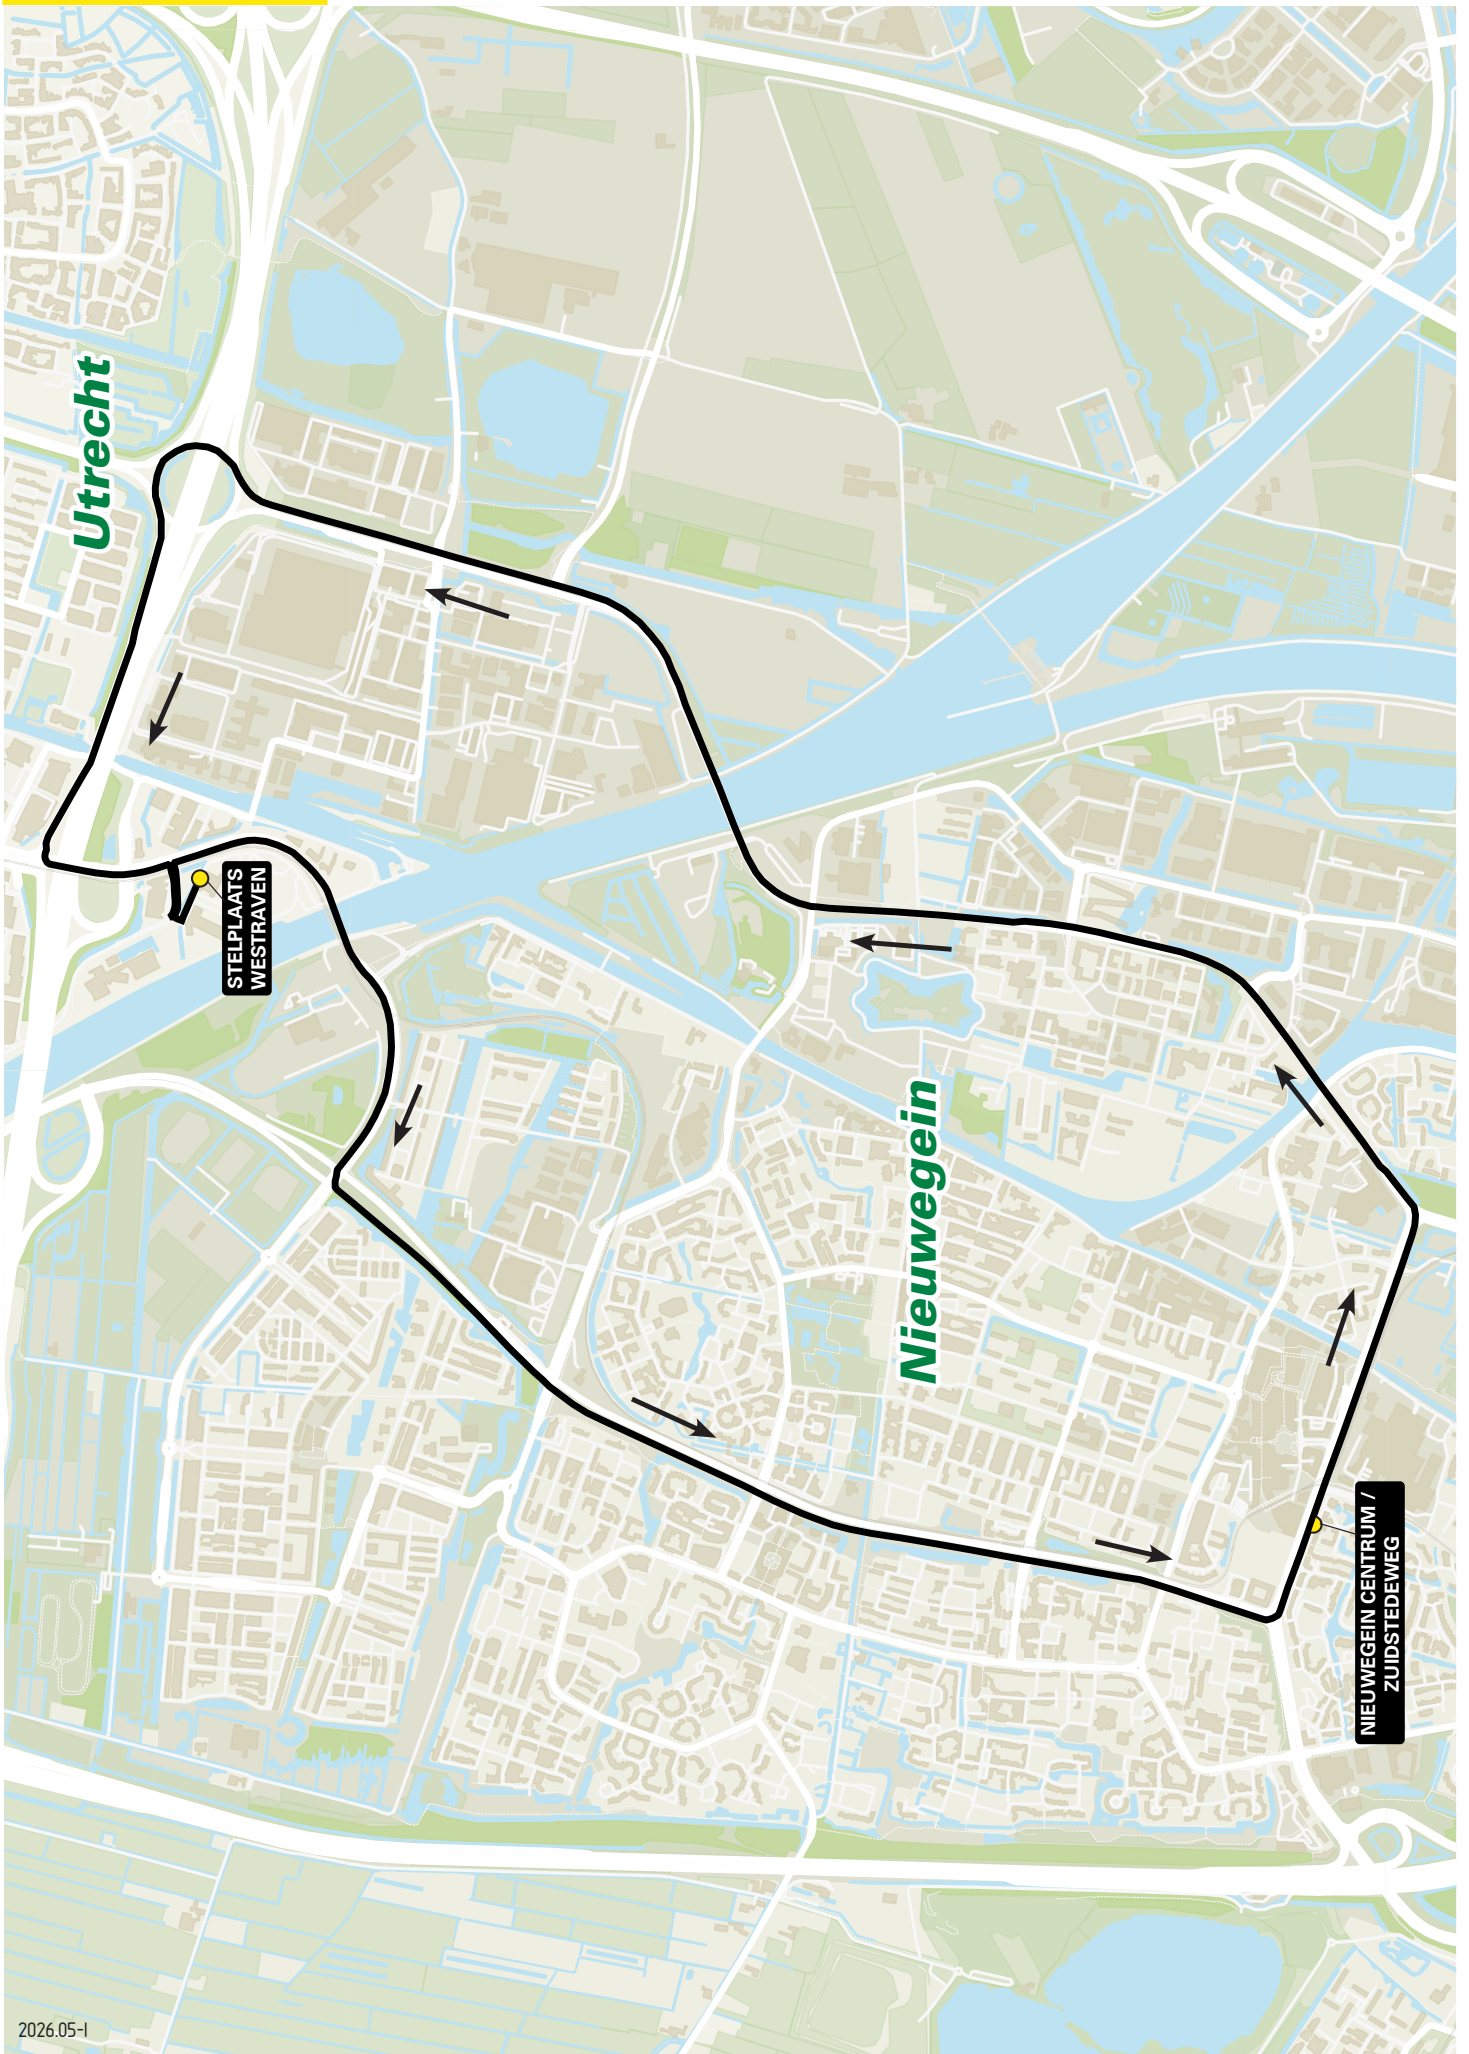 Utrecht
STELPLAATS
WESTRAVEN
Nieuwegein
NIEUWEGEIN CENTRUM /
ZUIDSTEDEWEG
2026.05-I